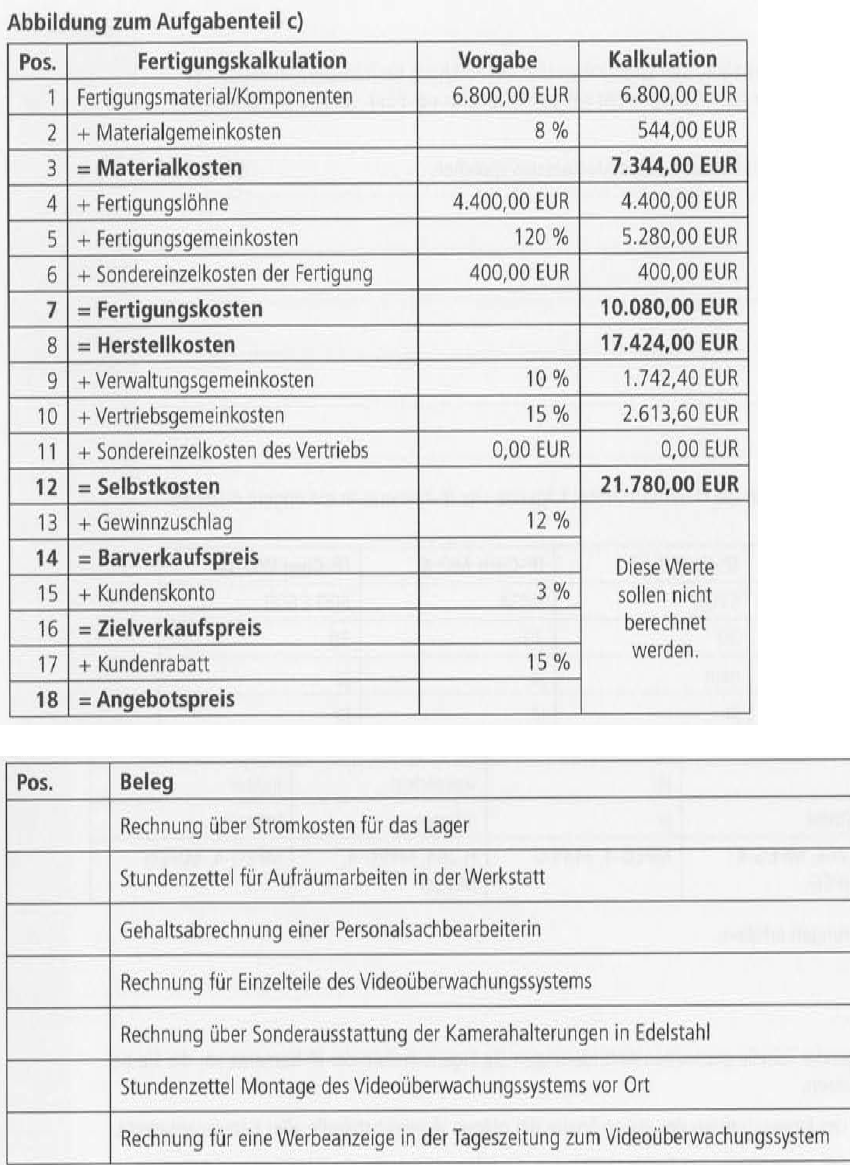 Abbildung zum Aufgabenteil c)
Pos. Fertigungskalkulation Vorgabe Kalkulation
1 Fertigungsmaterial/Komponenten 6.800,00 EUR 6.800,00 EUR
2 + Materialgemeinkosten 8 % 544,00 EUR
3 = Materialkosten 7.344,00 EUR
4 + Fertigungslöhne 4.400,00 EUR 4.400,00 EUR
5 + Fertigungsgemeinkosten 120 % 5.280,00 EUR
6 + Sondereinzelkosten der Fertigung 400,00 EUR 400,00 EUR
7 = Fertigungskosten 10.080,00 EUR
8 = Herstellkosten 17.424,00 EUR
9 + Verwaltungsgemeinkosten 10 % 1.742,40 EUR
10 + Vertriebsgemeinkosten 15 % 2.613,60 EUR
11 + Sondereinzelkosten des Vertriebs 0,00 EUR 0,00 EUR
12 = Selbstkosten 21.780,00 EUR
13 + Gewinnzuschlag 12 %
14 = Barverkaufspreis
15 + Kundenskonto 3 %
16 = Zielverkaufspreis
17 + Kundenrabatt 15 %
18 = Angebotspreis
Diese Werte
sollen nicht
berechnet
werden.
Pos. Beleg
Rechnung über Stromkosten für das Lager
Stundenzettel für Aufräumarbeiten in der Werkstatt
Gehaltsabrechnung einer Personalsachbearbeiterin
Rechnung für Einzelteile des Videoüberwachungssystems
Rechnung über Sonderausstattung der Kamerahalterungen in Edelstahl
Stundenzettel Montage des Videoüberwachungssystems vor Ort
Rechnung für eine Werbeanzeige in der Tageszeitung zum Videoüberwachungssystem